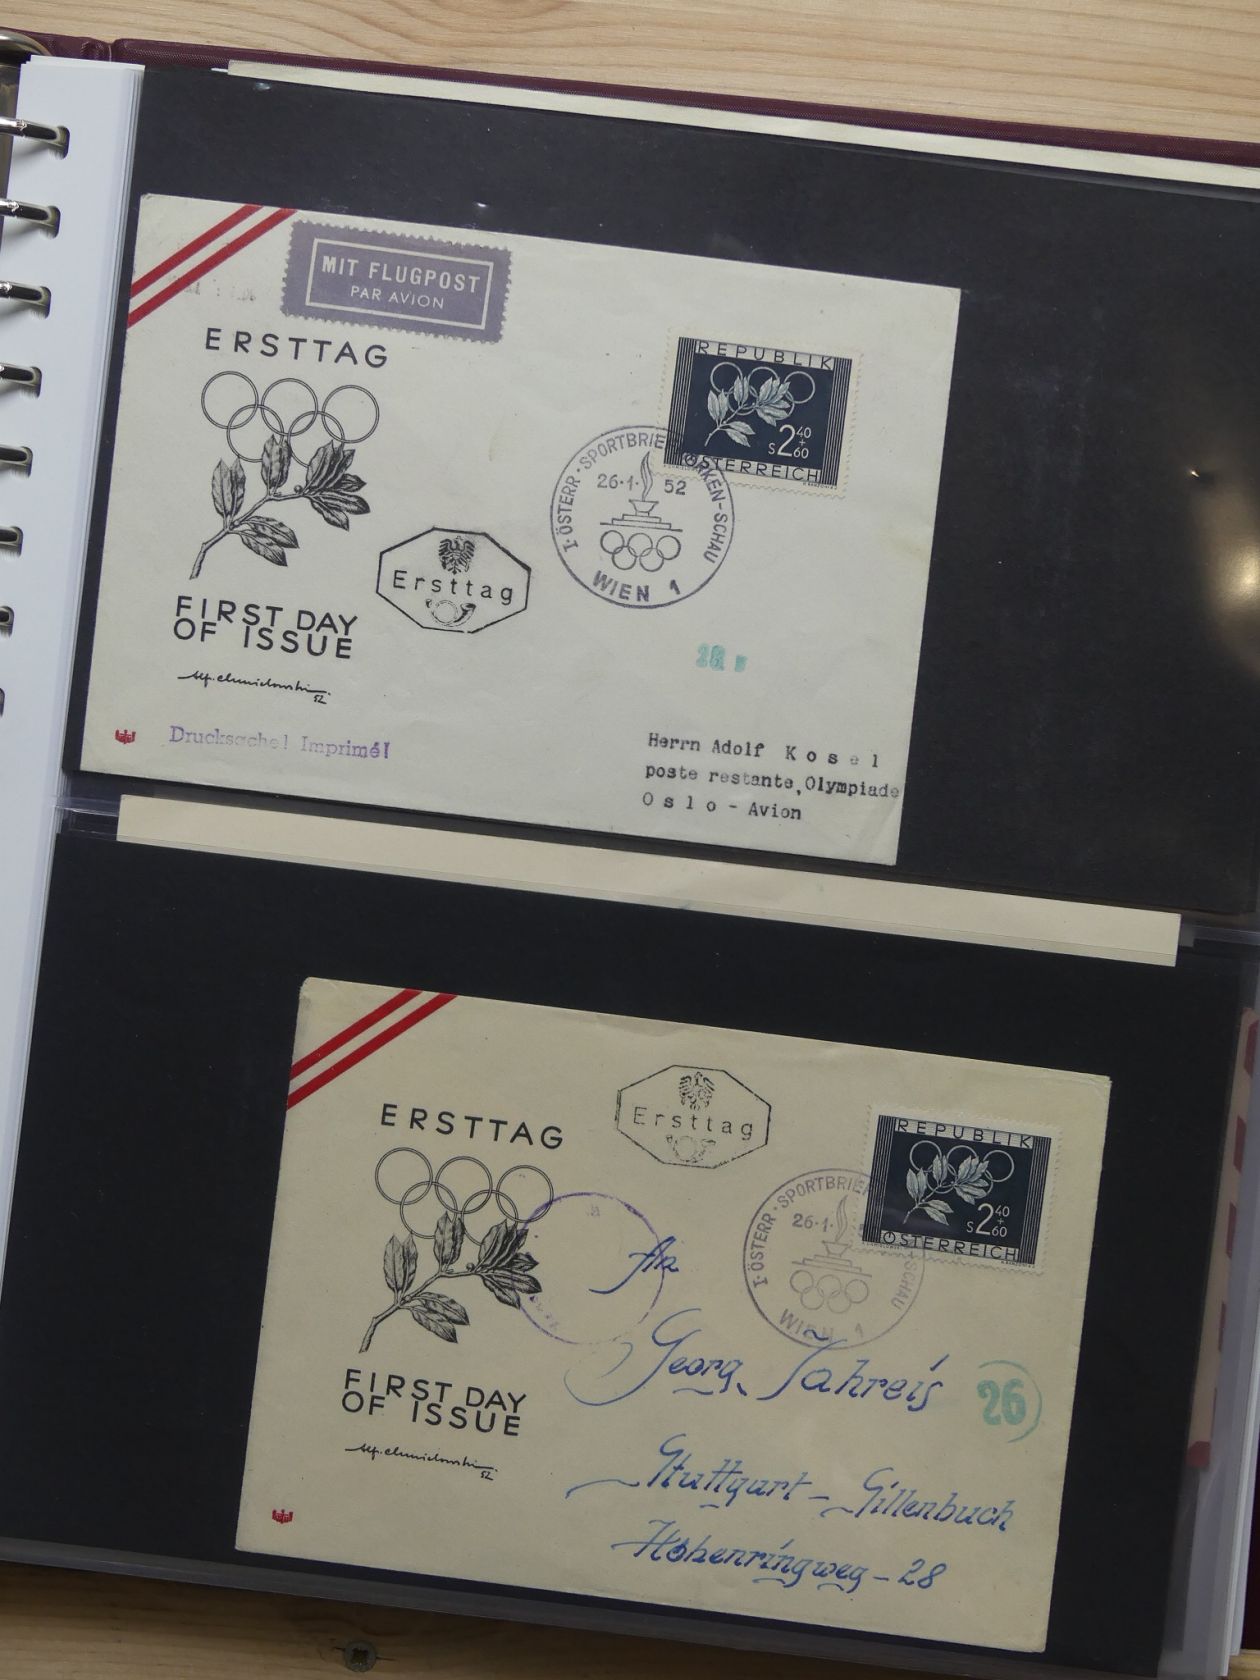 MIT FLUGPOST
PAR AVION
ERSTTAG
REPUBLIK
S 2 40 + 60
ÖSTERREICH
I. ÖSTERR. SPORTBRIEFMARKEN-SCHAU
26.1. 52
WIEN 1
Ersttag
FIRST DAY
OF ISSUE
52
Drucksache! Imprimé!
Herrn Adolf Kosel
poste restante, Olympiade
Oslo - Avion
ERSTTAG
Ersttag
REPUBLIK
S 2 40 + 60
ÖSTERREICH
I. ÖSTERR. SPORTBRIEF SCHAU
26.1.
WIEN 1
An
Georg Jahreis
26
Stuttgart - Sillenbuch
Hohenringweg - 28
FIRST DAY
OF ISSUE
52